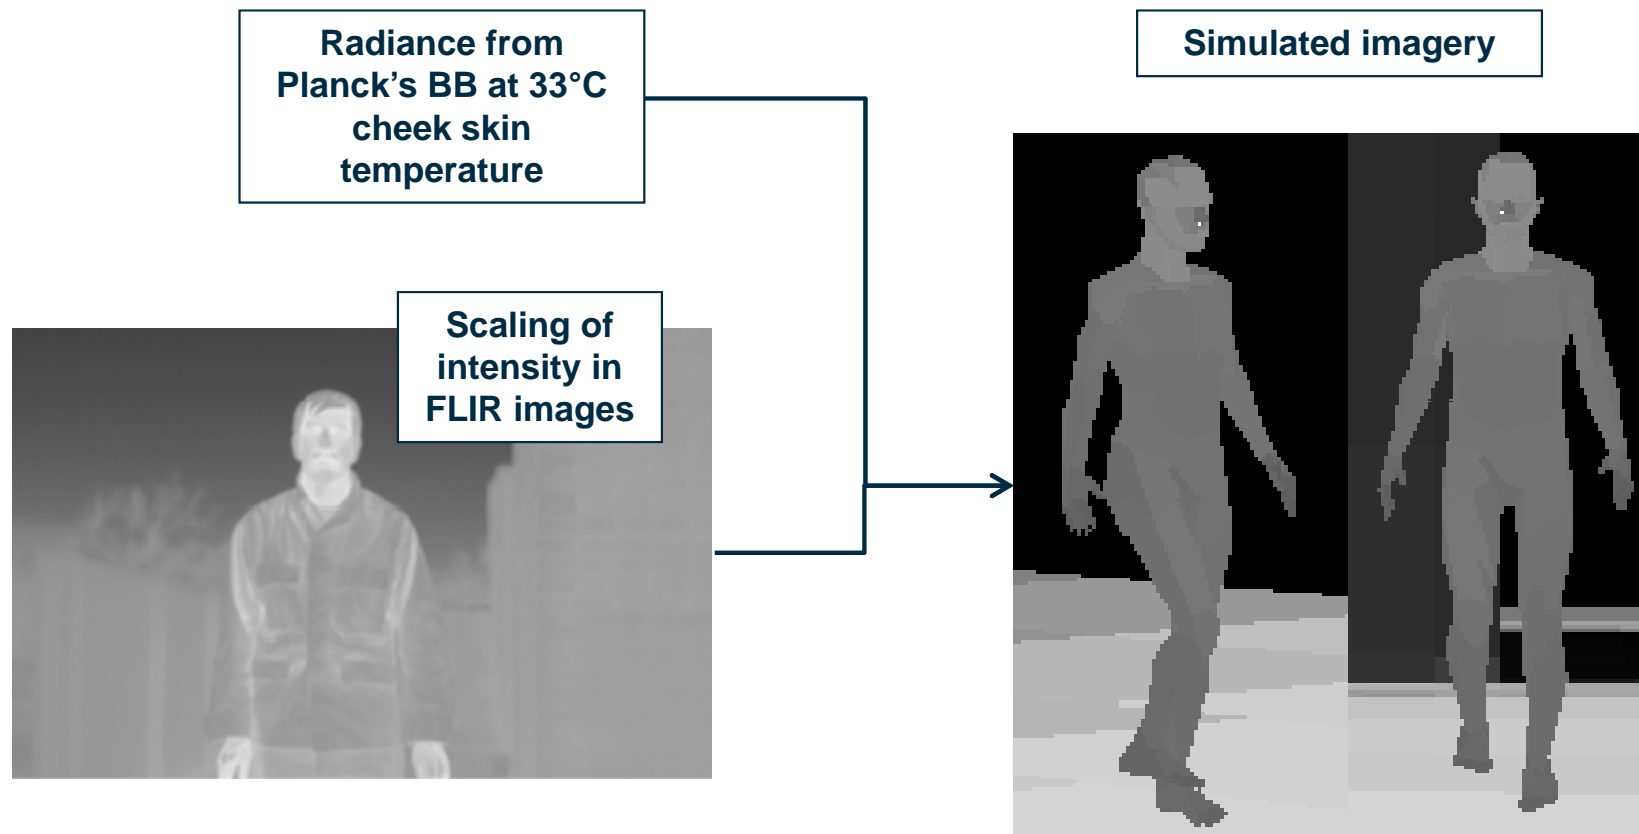 Radiance from
Planck’s BB at 33°C
cheek skin
temperature
Simulated imagery
Scaling of
intensity in
FLIR images